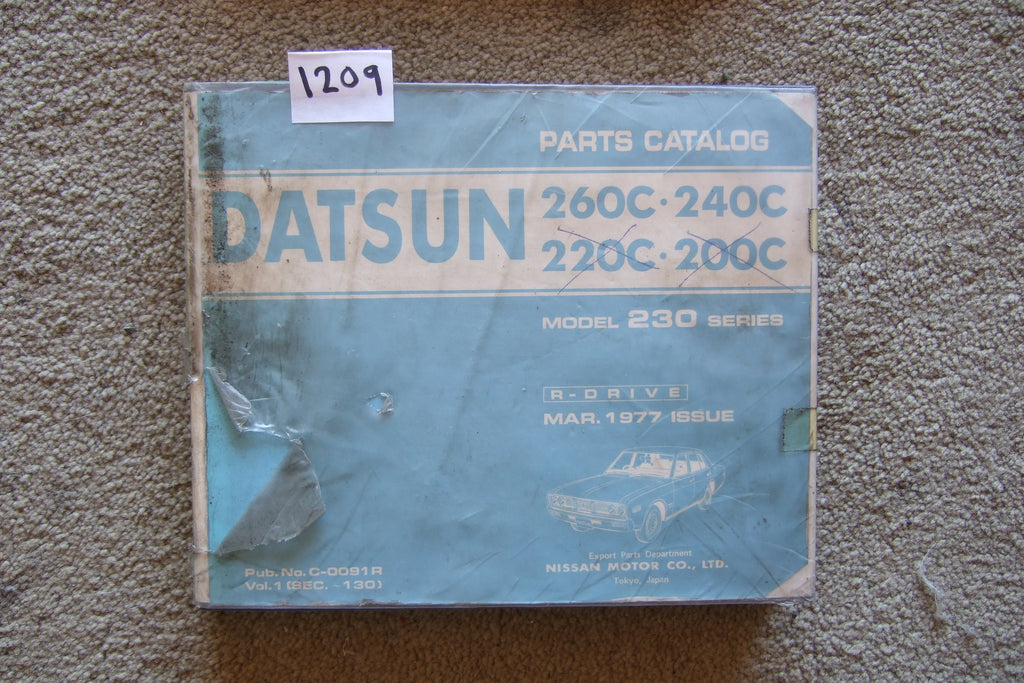 1209
PARTS CATALOG
DATSUN
260C · 240C
220C · 200C
MODEL 230 SERIES
R-DRIVE
MAR. 1977 ISSUE
Export Parts Department
NISSAN MOTOR CO., LTD.
Tokyo, Japan
Pub. No. C-0091R
Vol. 1 (SEC. ~130)